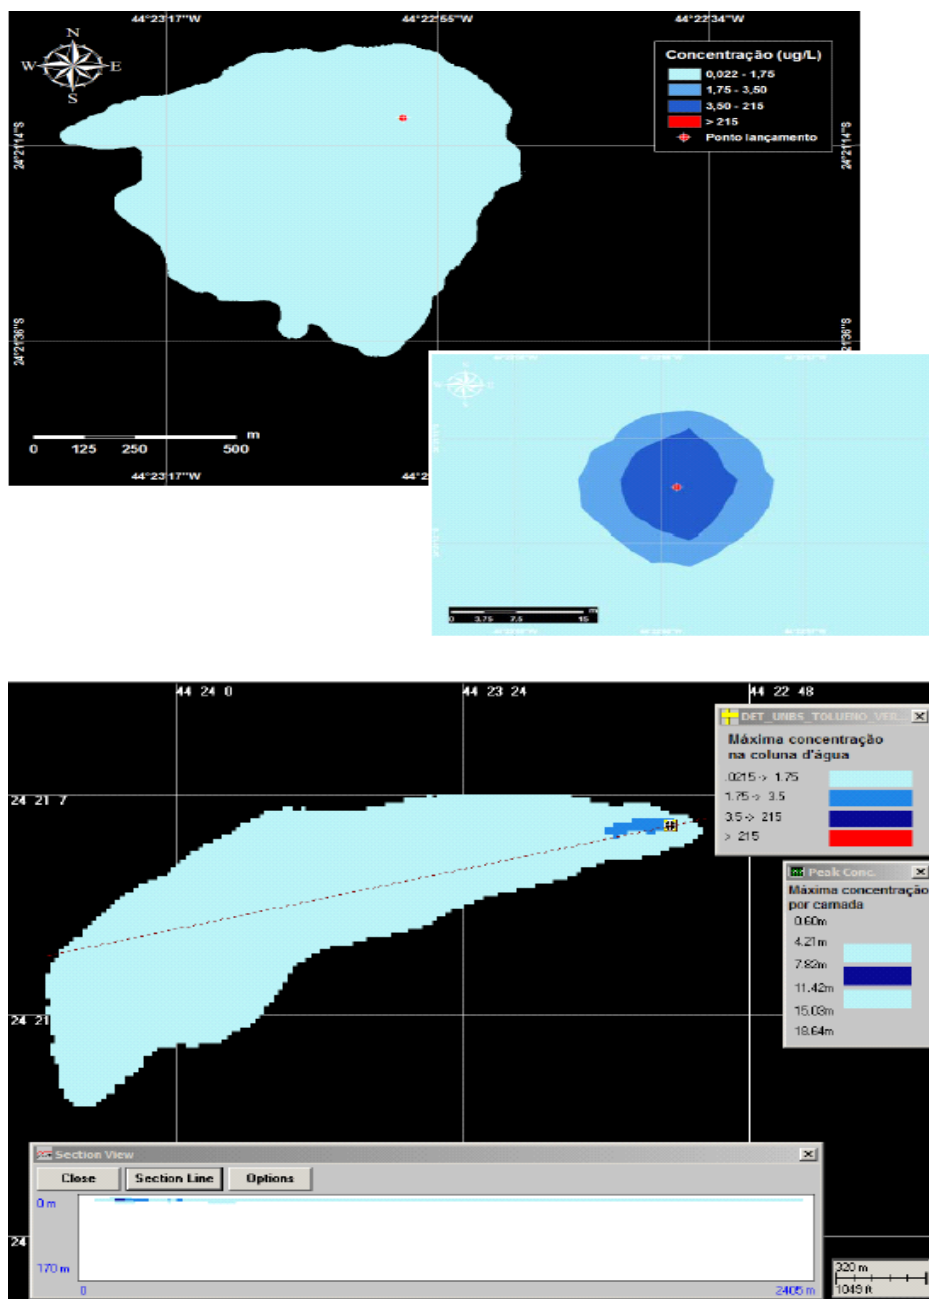 44°23'17"W 44°22'55"W 44°22'34"W
N
W E
S
Concentração (ug/L)
0,022 - 1,75
1,75 - 3,50
3,50 - 215
> 215
Ponto lançamento
24°21'14"S 24°21'14"S
24°21'36"S
m
0 125 250 500
44°23'17"W
m
0 3,75 7,5 15
44 24 0 44 23 24 44 22 48
DET_UNBS_TOLUENO_VER...
Máxima concentração
na coluna d'água
.0215-> 1.75
1.75-> 3.5
3.5-> 215
> 215
24 21 7
Peak Conc.
Máxima concentração
por camada
0.60m
4.21m
7.82m
11.42m
15.03m
18.64m
24 21
Section View
Close Section Line Options
0 m
170 m
0 2405 m
24
320 m
1049 ft